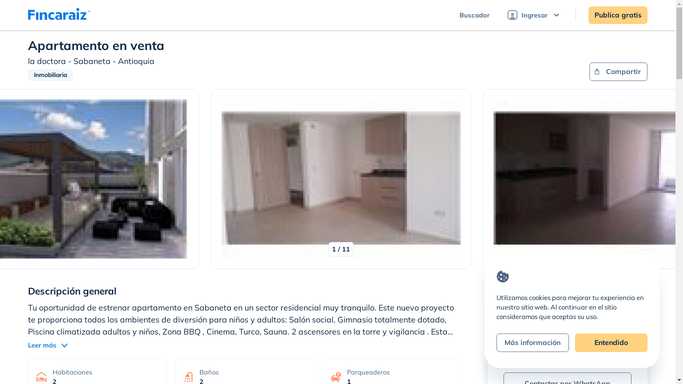 Fincaraiz
Buscador
Ingresar
Publica gratis
Apartamento en venta
la doctora - Sabaneta - Antioquia
Inmobiliaria
Compartir
1 / 11
Descripción general
Tu oportunidad de estrenar apartamento en Sabaneta en un sector residencial muy tranquilo. Este nuevo proyecto
te proporciona todos los ambientes de diversión para niños y adultos: Salón social. Gimnasio totalmente dotado,
Piscina climatizada adultos y niños, Zona BBQ , Cinema, Turco, Sauna. 2 ascensores en la torre y vigilancia . Esta...
Leer más
Habitaciones
2
Baños
2
Parqueaderos
1
Utilizamos cookies para mejorar tu experiencia en
nuestro sitio web. Al continuar en el sitio
consideramos que aceptas su uso.
Más información
Entendido
Contactar por WhatsApp